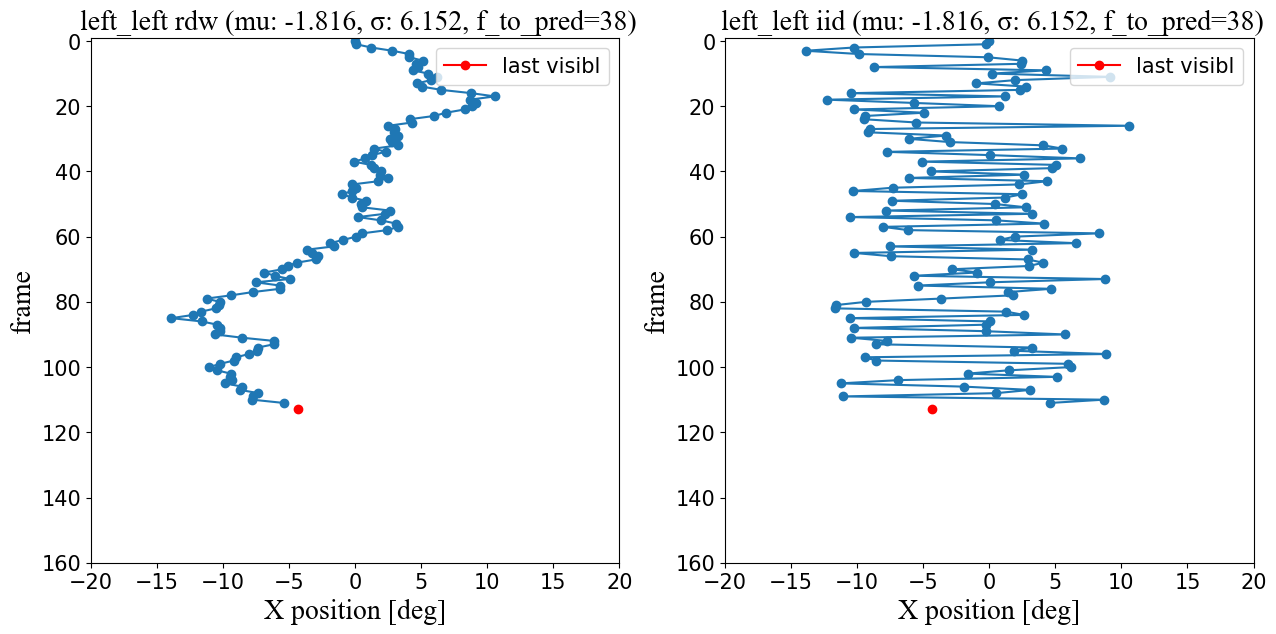 left_left rdw (mu: -1.816, σ: 6.152, f_to_pred=38)
last visibl
0
20
40
60
80
100
120
140
160
frame
−20 −15 −10 −5 0 5 10 15 20
X position [deg]
left_left iid (mu: -1.816, σ: 6.152, f_to_pred=38)
last visibl
0
20
40
60
80
100
120
140
160
frame
−20 −15 −10 −5 0 5 10 15 20
X position [deg]